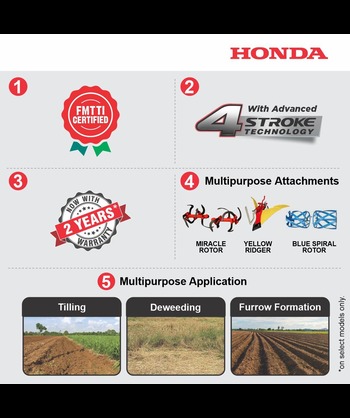 HONDA
1
FMTTI
CERTIFIED
2
With Advanced
4 STROKE
TECHNOLOGY
3
NOW WITH
2 YEARS*
WARRANTY
4 Multipurpose Attachments
MIRACLE
ROTOR
YELLOW
RIDGER
BLUE SPIRAL
ROTOR
5 Multipurpose Application
Tilling
Deweeding
Furrow Formation
*on select models only.